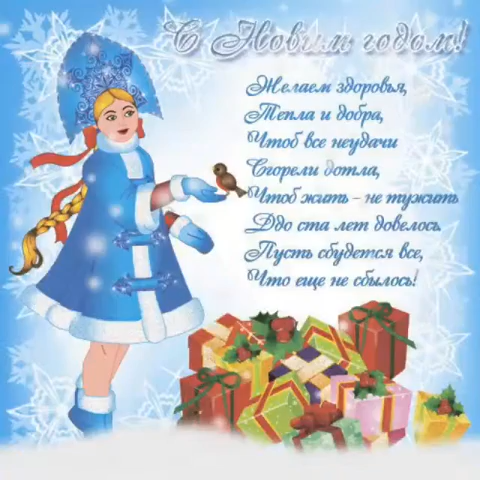 С Новым годом!
Желаем здоровья,
Тепла и добра,
Чтоб все неудачи
Сгорели дотла,
Чтоб жить - не тужить
Ддо ста лет довелось.
Пусть сбудется все,
Что еще не сбылось!